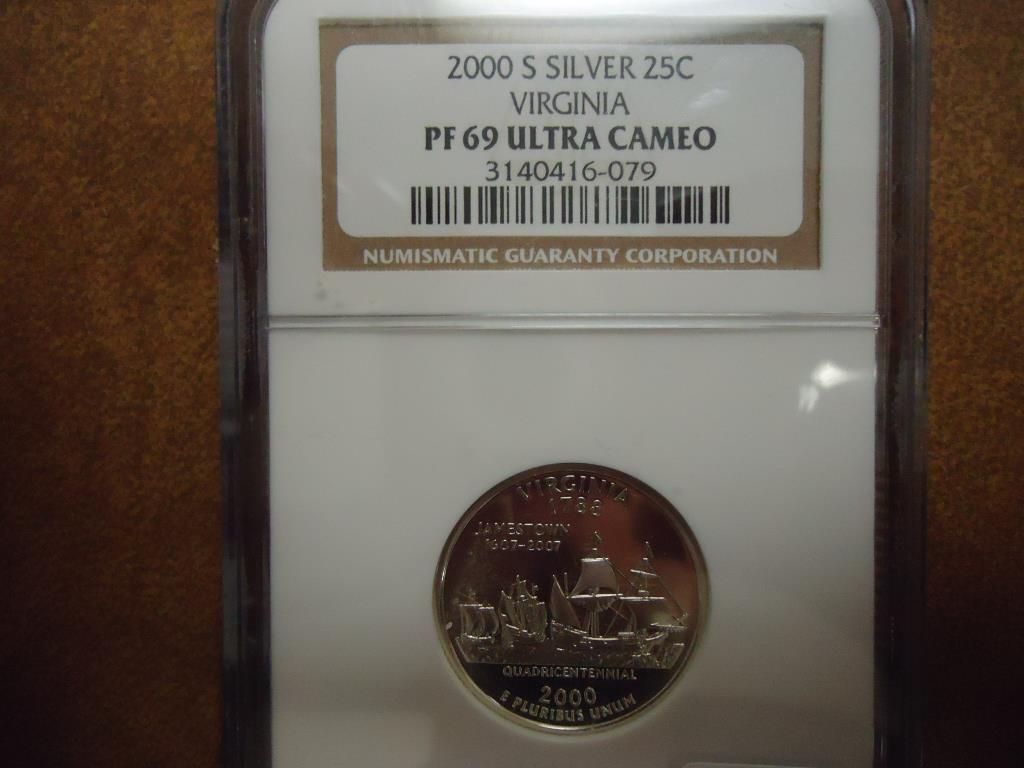 2000 S SILVER 25C
VIRGINIA
PF 69 ULTRA CAMEO
3140416-079
NUMISMATIC GUARANTY CORPORATION
VIRGINIA
1788
JAMESTOWN
1607-2007
QUADRICENTENNIAL
2000
E PLURIBUS UNUM